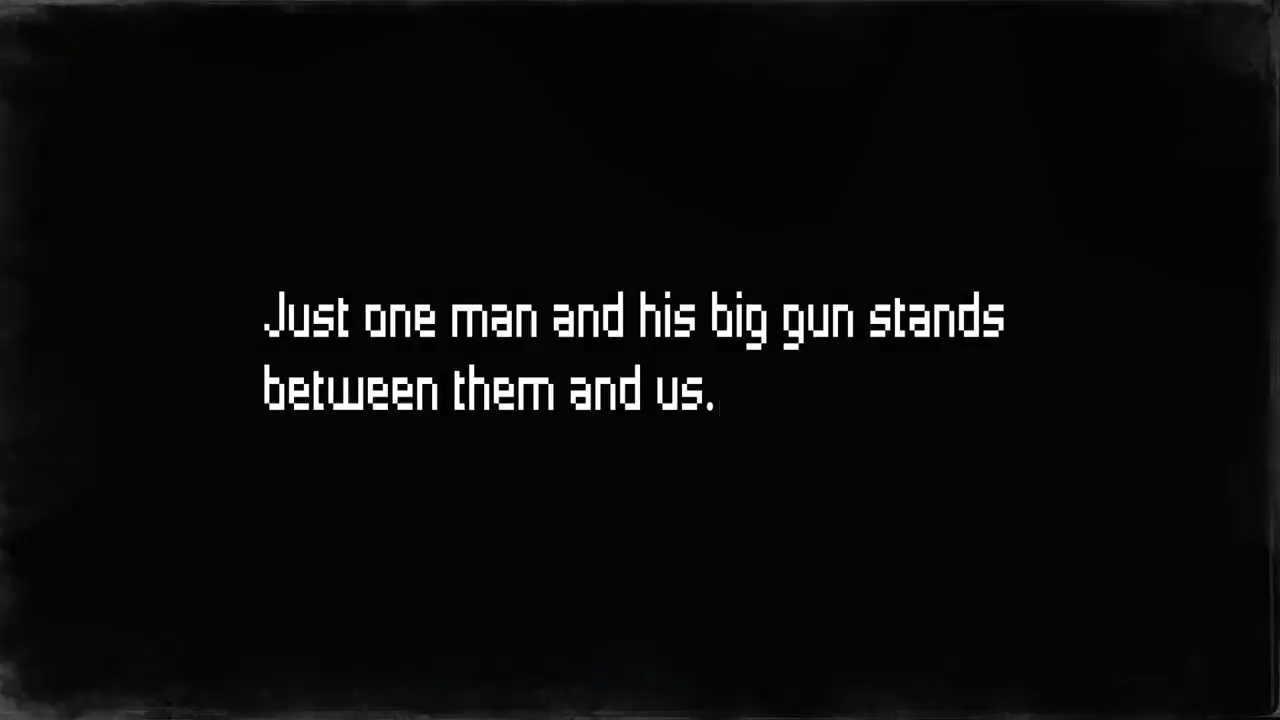 Just one man and his big gun stands
between them and us.